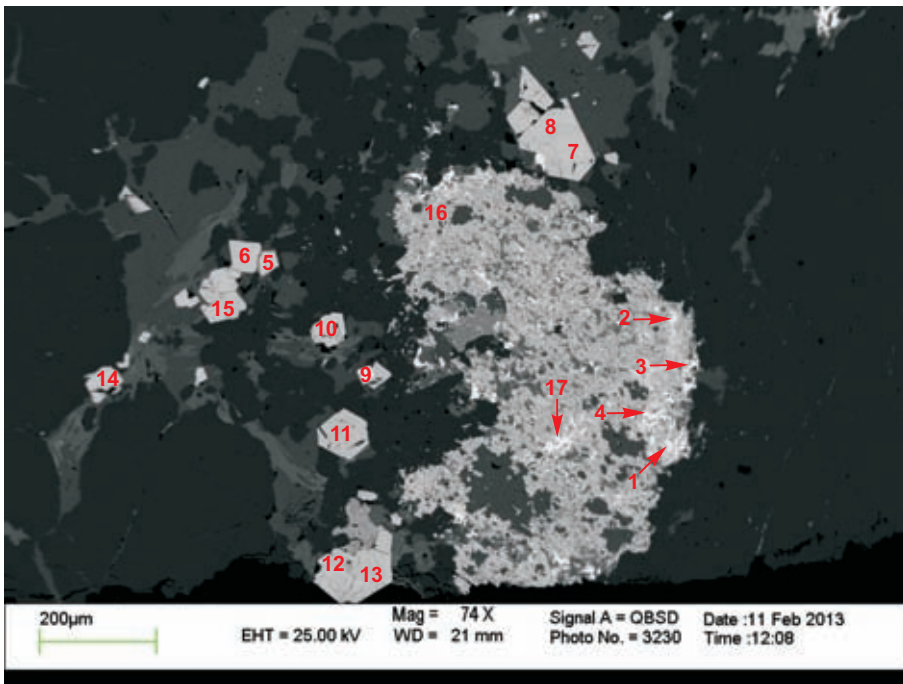 8
7
16
6
5
15
2
10
3
14
9
17
4
11
1
12
13
200µm
EHT = 25.00 kV
Mag = 74 X
WD = 21 mm
Signal A = QBSD
Photo No. = 3230
Date :11 Feb 2013
Time :12:08